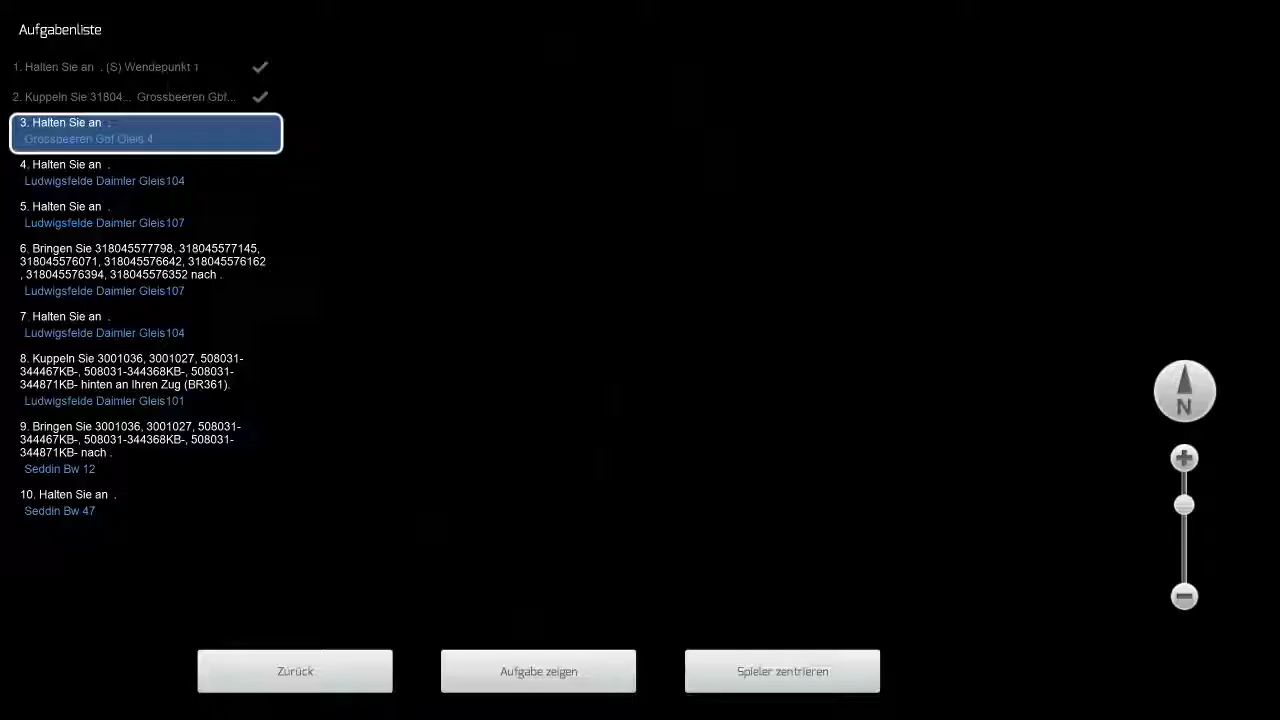 Aufgabenliste
1. Halten Sie an . (S) Wendepunkt 1
2. Kuppeln Sie 31804... Grossbeeren Gbf...
3. Halten Sie an .
Grossbeeren Gbf Gleis 4
4. Halten Sie an .
Ludwigsfelde Daimler Gleis104
5. Halten Sie an .
Ludwigsfelde Daimler Gleis107
6. Bringen Sie 318045577798, 318045577145,
318045576071, 318045576642, 318045576162
, 318045576394, 318045576352 nach .
Ludwigsfelde Daimler Gleis107
7. Halten Sie an .
Ludwigsfelde Daimler Gleis104
8. Kuppeln Sie 3001036, 3001027, 508031-
344467KB-, 508031-344368KB-, 508031-
344871KB- hinten an Ihren Zug (BR361).
Ludwigsfelde Daimler Gleis101
9. Bringen Sie 3001036, 3001027, 508031-
344467KB-, 508031-344368KB-, 508031-
344871KB- nach .
Seddin Bw 12
10. Halten Sie an .
Seddin Bw 47
N
Zurück
Aufgabe zeigen
Spieler zentrieren